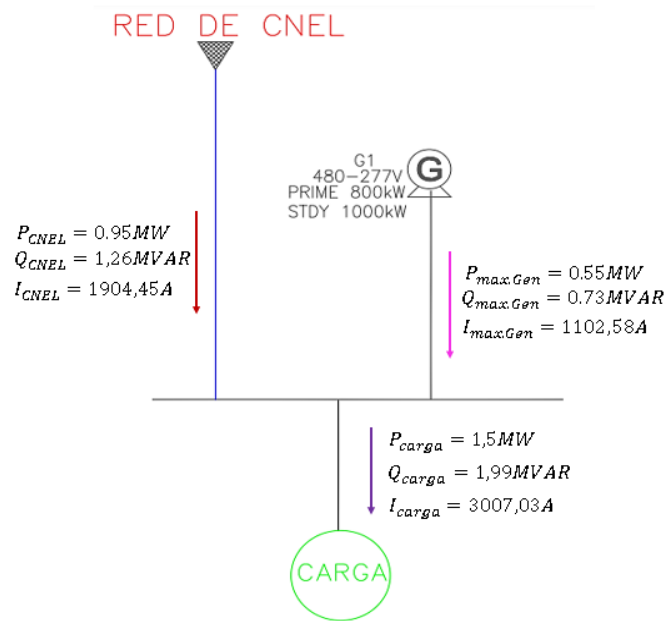 RED DE CNEL
G1
480-277V
PRIME 800kW
STDY 1000kW
G
P_CNEL = 0.95MW
Q_CNEL = 1,26MVAR
I_CNEL = 1904,45A
P_max.Gen = 0.55MW
Q_max.Gen = 0.73MVAR
I_max.Gen = 1102,58A
P_carga = 1,5MW
Q_carga = 1,99MVAR
I_carga = 3007,03A
CARGA